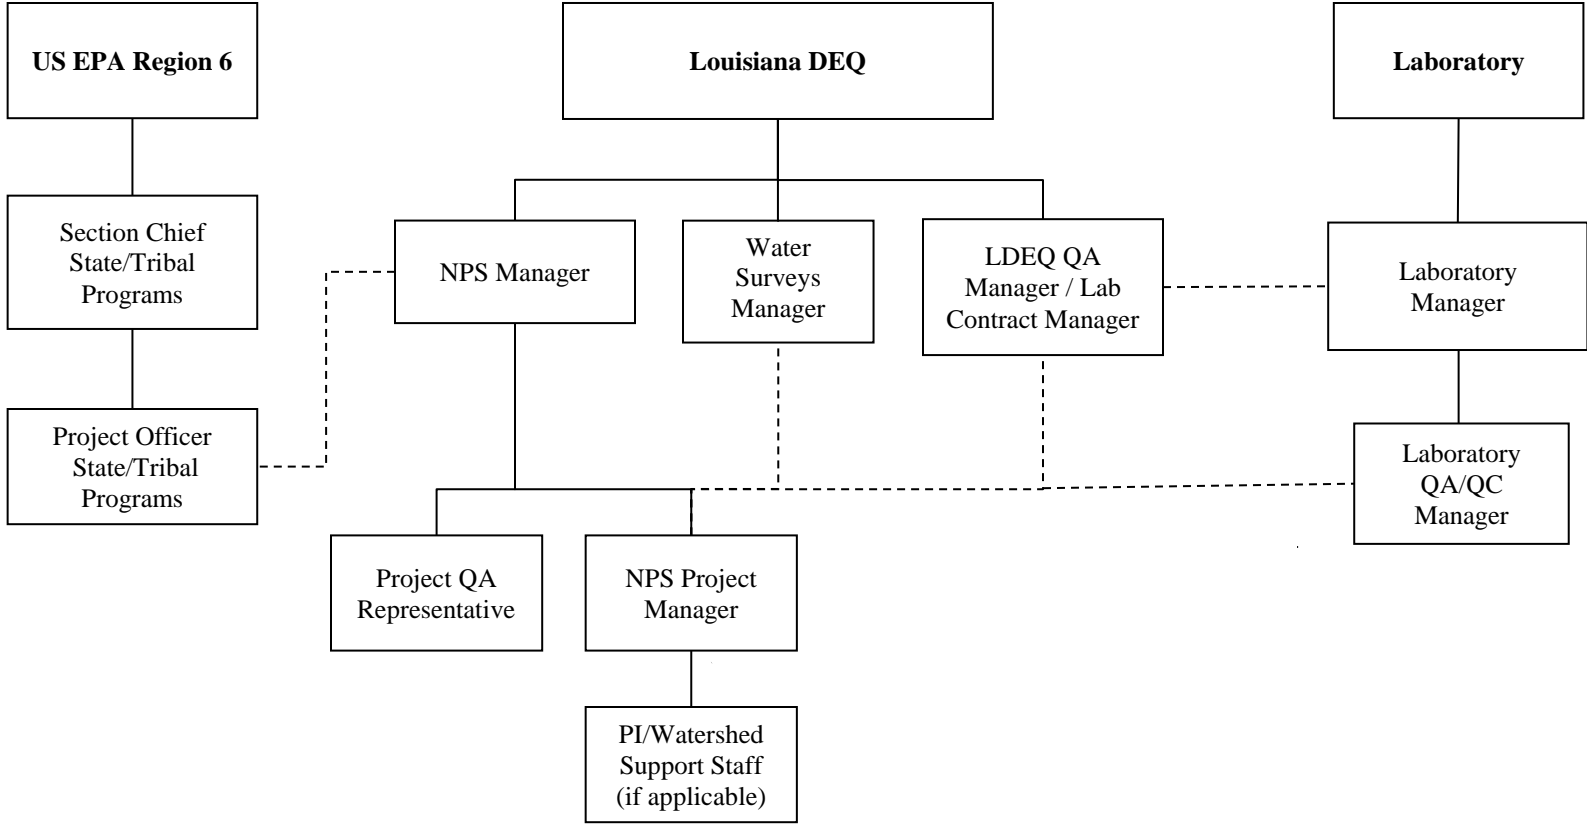 US EPA Region 6
Louisiana DEQ
Laboratory
Section Chief
State/Tribal
Programs
NPS Manager
Water
Surveys
Manager
LDEQ QA
Manager / Lab
Contract Manager
Laboratory
Manager
Project Officer
State/Tribal
Programs
Laboratory
QA/QC
Manager
Project QA
Representative
NPS Project
Manager
PI/Watershed
Support Staff
(if applicable)